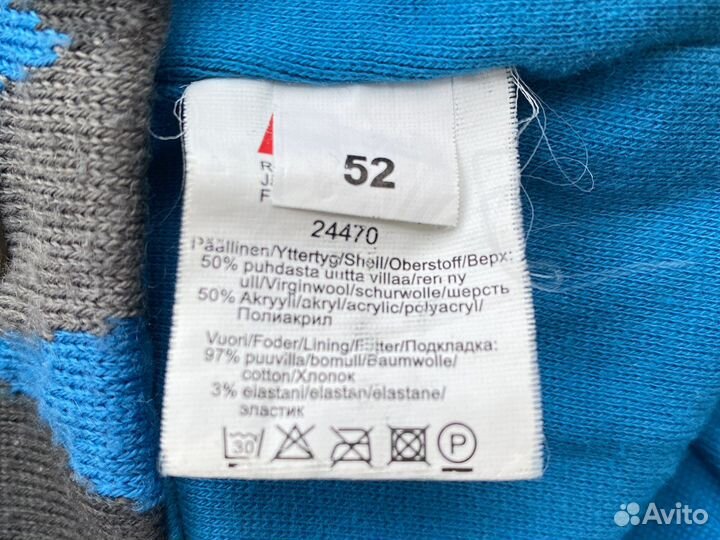 52
R
J
F
24470
Päällinen/Yttertyg/Shell/Oberstoff/Верх:
50% puhdasta uutta villaa/ren ny
ull/Virginwool/schurwolle/шерсть
50% Akryyli/akryl/acrylic/polyacryl/
Полиакрил
Vuori/Foder/Lining/Futter/Подкладка:
97% puuvilla/bomull/Baumwolle/
cotton/Хлопок
3% elastani/elastan/elastane/
эластик
30 P
Avito